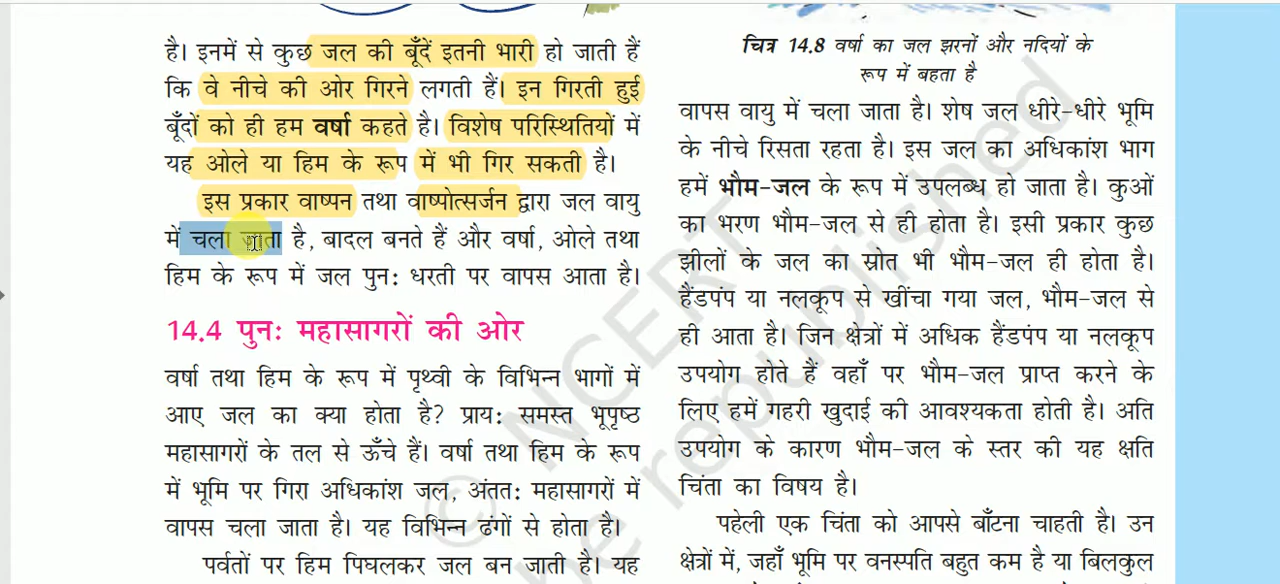 है। इनमें से कुछ जल की बूँदें इतनी भारी हो जाती हैं
कि वे नीचे की ओर गिरने लगती हैं। इन गिरती हुई
बूँदों को ही हम वर्षा कहते है। विशेष परिस्थितियों में
यह ओले या हिम के रूप में भी गिर सकती है।
इस प्रकार वाष्पन तथा वाष्पोत्सर्जन द्वारा जल वायु
में चला जाता है, बादल बनते हैं और वर्षा, ओले तथा
हिम के रूप में जल पुन: धरती पर वापस आता है।
14.4 पुनः महासागरों की ओर
वर्षा तथा हिम के रूप में पृथ्वी के विभिन्न भागों में
आए जल का क्या होता है? प्राय: समस्त भूपृष्ठ
महासागरों के तल से ऊँचे हैं। वर्षा तथा हिम के रूप
में भूमि पर गिरा अधिकांश जल, अंतत: महासागरों में
वापस चला जाता है। यह विभिन्न ढंगों से होता है।
पर्वतों पर हिम पिघलकर जल बन जाती है। यह
चित्र 14.8 वर्षा का जल झरनों और नदियों के
रूप में बहता है
वापस वायु में चला जाता है। शेष जल धीरे-धीरे भूमि
के नीचे रिसता रहता है। इस जल का अधिकांश भाग
हमें भौम-जल के रूप में उपलब्ध हो जाता है। कुओं
का भरण भौम-जल से ही होता है। इसी प्रकार कुछ
झीलों के जल का स्रोत भी भौम-जल ही होता है।
हैंडपंप या नलकूप से खींचा गया जल, भौम-जल से
ही आता है। जिन क्षेत्रों में अधिक हैंडपंप या नलकूप
उपयोग होते हैं वहाँ पर भौम-जल प्राप्त करने के
लिए हमें गहरी खुदाई की आवश्यकता होती है। अति
उपयोग के कारण भौम-जल के स्तर की यह क्षति
चिंता का विषय है।
पहेली एक चिंता को आपसे बाँटना चाहती है। उन
क्षेत्रों में, जहाँ भूमि पर वनस्पति बहुत कम है या बिलकुल
© NCERT
he republished